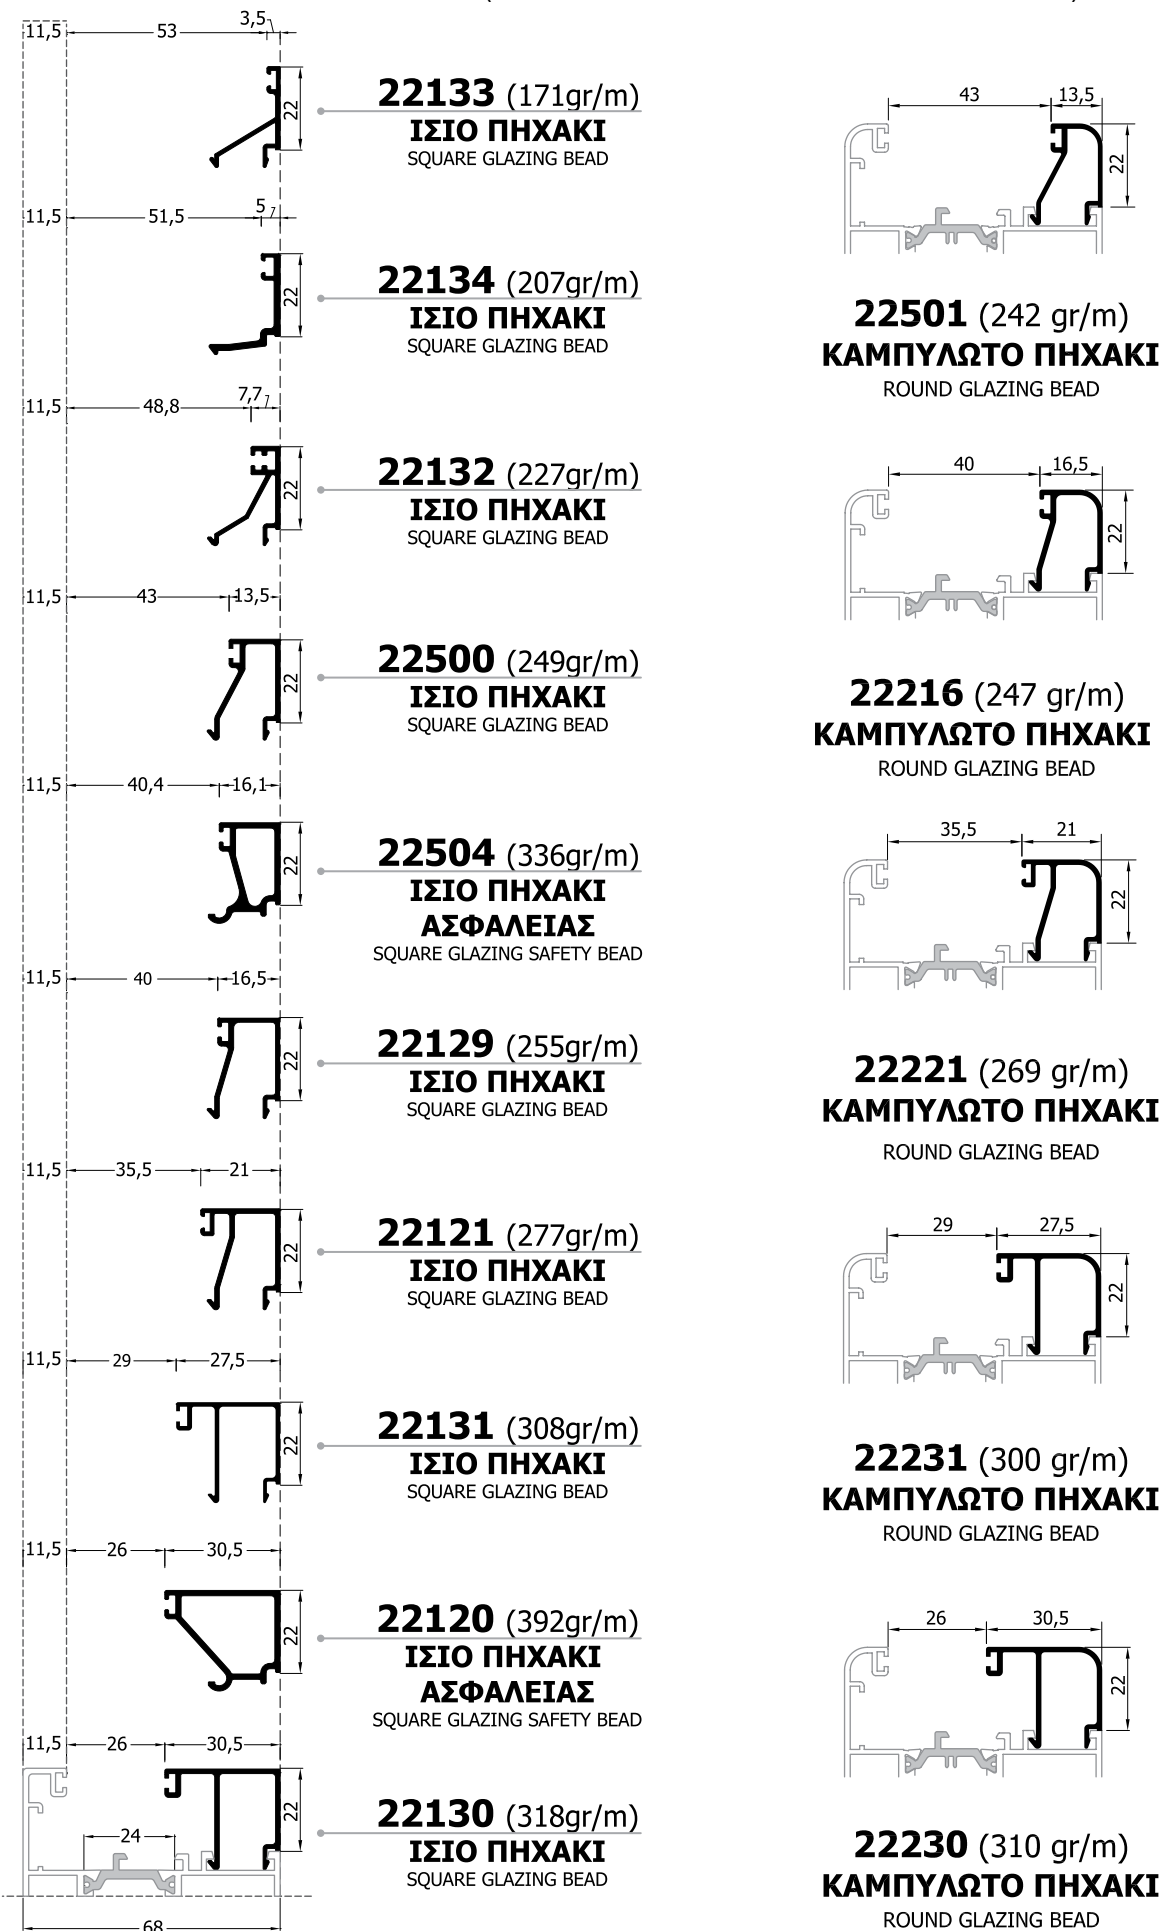 11,5 53 3,5
22
22133 (171gr/m)
ΙΣΙΟ ΠΗΧΑΚΙ
SQUARE GLAZING BEAD
11,5 51,5 5
22
22134 (207gr/m)
ΙΣΙΟ ΠΗΧΑΚΙ
SQUARE GLAZING BEAD
11,5 48,8 7,7
22
22132 (227gr/m)
ΙΣΙΟ ΠΗΧΑΚΙ
SQUARE GLAZING BEAD
11,5 43 13,5
22
22500 (249gr/m)
ΙΣΙΟ ΠΗΧΑΚΙ
SQUARE GLAZING BEAD
11,5 40,4 16,1
22
22504 (336gr/m)
ΙΣΙΟ ΠΗΧΑΚΙ
ΑΣΦΑΛΕΙΑΣ
SQUARE GLAZING SAFETY BEAD
11,5 40 16,5
22
22129 (255gr/m)
ΙΣΙΟ ΠΗΧΑΚΙ
SQUARE GLAZING BEAD
11,5 35,5 21
22
22121 (277gr/m)
ΙΣΙΟ ΠΗΧΑΚΙ
SQUARE GLAZING BEAD
11,5 29 27,5
22
22131 (308gr/m)
ΙΣΙΟ ΠΗΧΑΚΙ
SQUARE GLAZING BEAD
11,5 26 30,5
22
22120 (392gr/m)
ΙΣΙΟ ΠΗΧΑΚΙ
ΑΣΦΑΛΕΙΑΣ
SQUARE GLAZING SAFETY BEAD
11,5 26 30,5
22
24
22130 (318gr/m)
ΙΣΙΟ ΠΗΧΑΚΙ
SQUARE GLAZING BEAD
68
43 13,5
22
22501 (242 gr/m)
ΚΑΜΠΥΛΩΤΟ ΠΗΧΑΚΙ
ROUND GLAZING BEAD
40 16,5
22
22216 (247 gr/m)
ΚΑΜΠΥΛΩΤΟ ΠΗΧΑΚΙ
ROUND GLAZING BEAD
35,5 21
22
22221 (269 gr/m)
ΚΑΜΠΥΛΩΤΟ ΠΗΧΑΚΙ
ROUND GLAZING BEAD
29 27,5
22
22231 (300 gr/m)
ΚΑΜΠΥΛΩΤΟ ΠΗΧΑΚΙ
ROUND GLAZING BEAD
26 30,5
22
22230 (310 gr/m)
ΚΑΜΠΥΛΩΤΟ ΠΗΧΑΚΙ
ROUND GLAZING BEAD